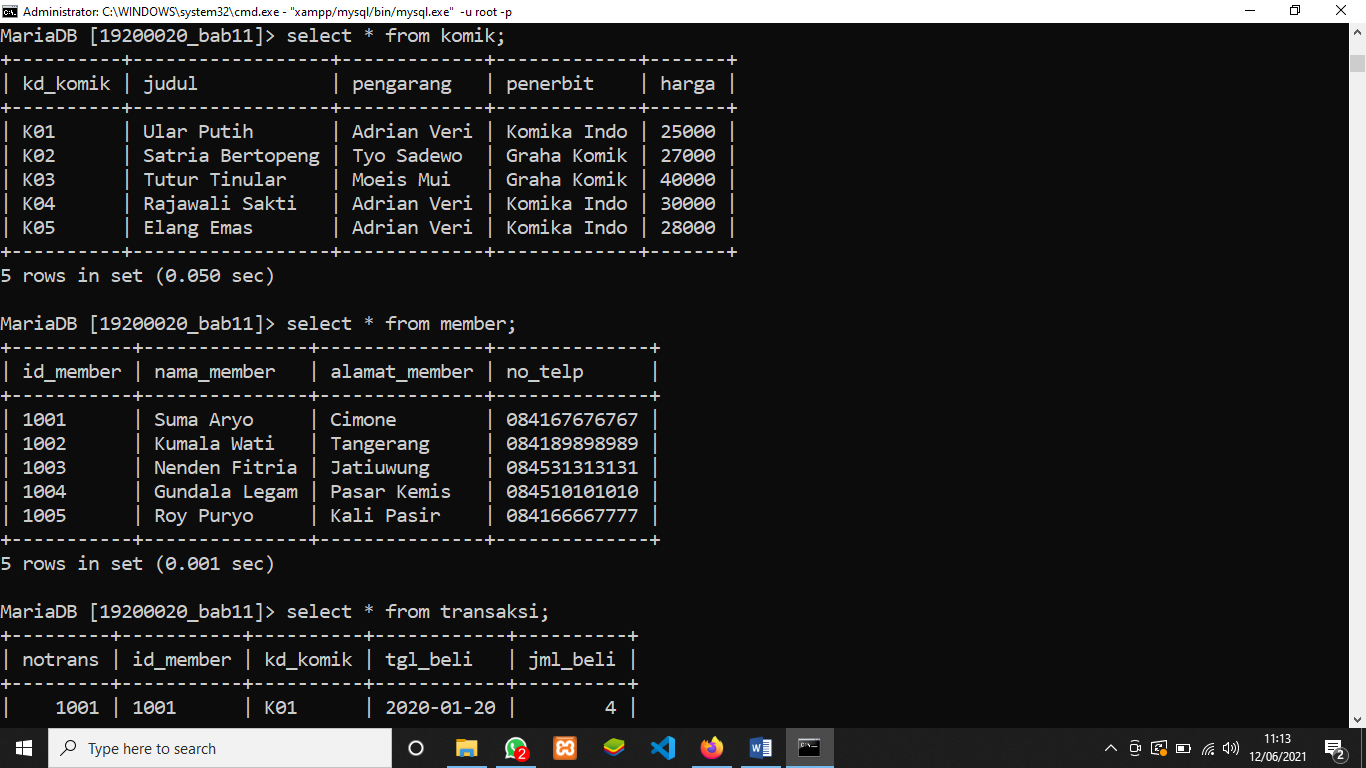 Administrator: C:\WINDOWS\system32\cmd.exe - "xampp/mysql/bin/mysql.exe" -u root -p
MariaDB [19200020_bab11]> select * from komik;
+----------+------------------+-------------+-------------+-------+
| kd_komik | judul            | pengarang   | penerbit    | harga |
+----------+------------------+-------------+-------------+-------+
| K01      | Ular Putih       | Adrian Veri | Komika Indo | 25000 |
| K02      | Satria Bertopeng | Tyo Sadewo  | Graha Komik | 27000 |
| K03      | Tutur Tinular    | Moeis Mui   | Graha Komik | 40000 |
| K04      | Rajawali Sakti   | Adrian Veri | Komika Indo | 30000 |
| K05      | Elang Emas       | Adrian Veri | Komika Indo | 28000 |
+----------+------------------+-------------+-------------+-------+
5 rows in set (0.050 sec)
MariaDB [19200020_bab11]> select * from member;
+-----------+---------------+---------------+--------------+
| id_member | nama_member   | alamat_member | no_telp      |
+-----------+---------------+---------------+--------------+
| 1001      | Suma Aryo     | Cimone        | 084167676767 |
| 1002      | Kumala Wati   | Tangerang     | 084189898989 |
| 1003      | Nenden Fitria | Jatiuwung     | 084531313131 |
| 1004      | Gundala Legam | Pasar Kemis   | 084510101010 |
| 1005      | Roy Puryo     | Kali Pasir    | 084166667777 |
+-----------+---------------+---------------+--------------+
5 rows in set (0.001 sec)
MariaDB [19200020_bab11]> select * from transaksi;
+---------+-----------+----------+------------+----------+
| notrans | id_member | kd_komik | tgl_beli   | jml_beli |
+---------+-----------+----------+------------+----------+
|    1001 | 1001      | K01      | 2020-01-20 |        4 |
Type here to search
2
11:13
12/06/2021
2